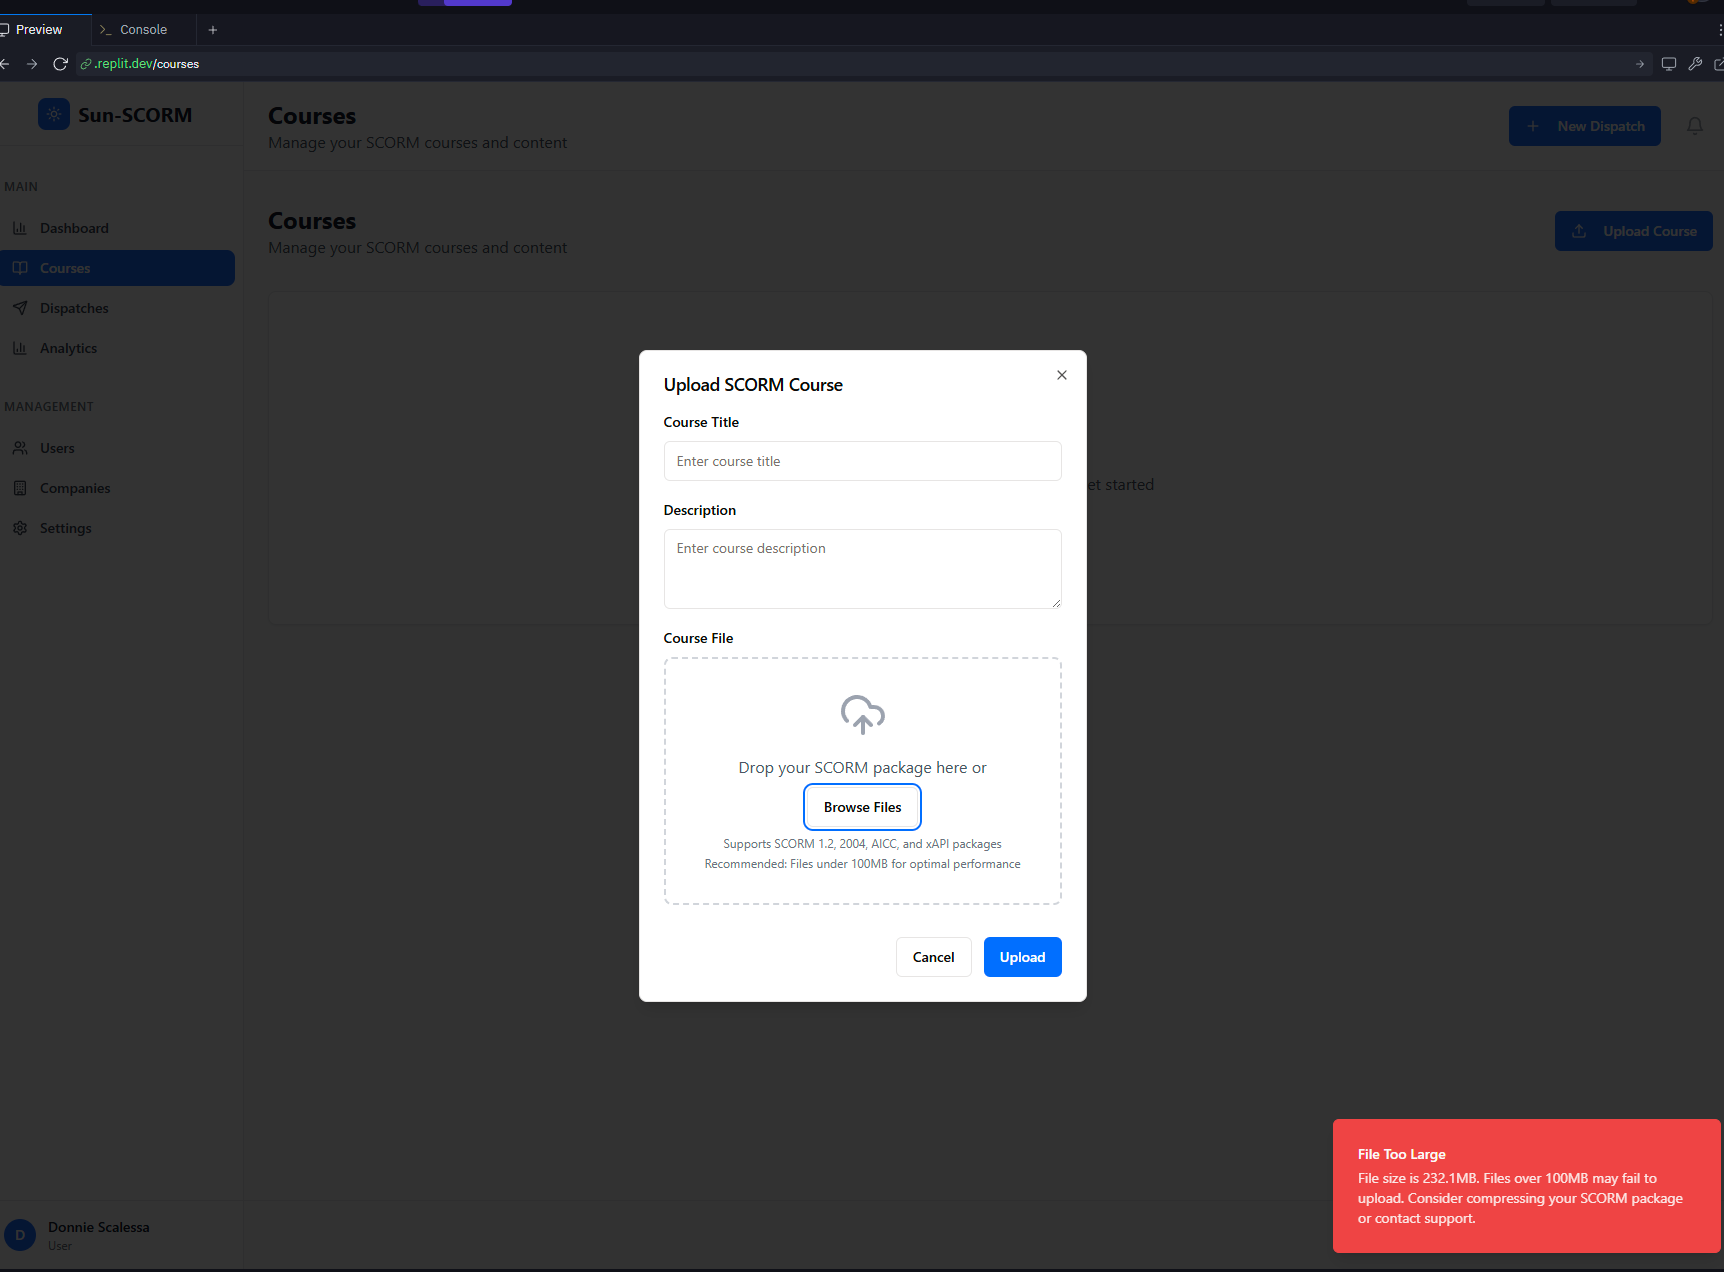 Preview
Console
.replit.dev/courses
Sun-SCORM
Courses
Manage your SCORM courses and content
New Dispatch
MAIN
Dashboard
Courses
Dispatches
Analytics
MANAGEMENT
Users
Companies
Settings
Courses
Manage your SCORM courses and content
Upload Course
et started
Upload SCORM Course
Course Title
Enter course title
Description
Enter course description
Course File
Drop your SCORM package here or
Browse Files
Supports SCORM 1.2, 2004, AICC, and xAPI packages
Recommended: Files under 100MB for optimal performance
Cancel
Upload
File Too Large
File size is 232.1MB. Files over 100MB may fail to
upload. Consider compressing your SCORM package
or contact support.
D
Donnie Scalessa
User